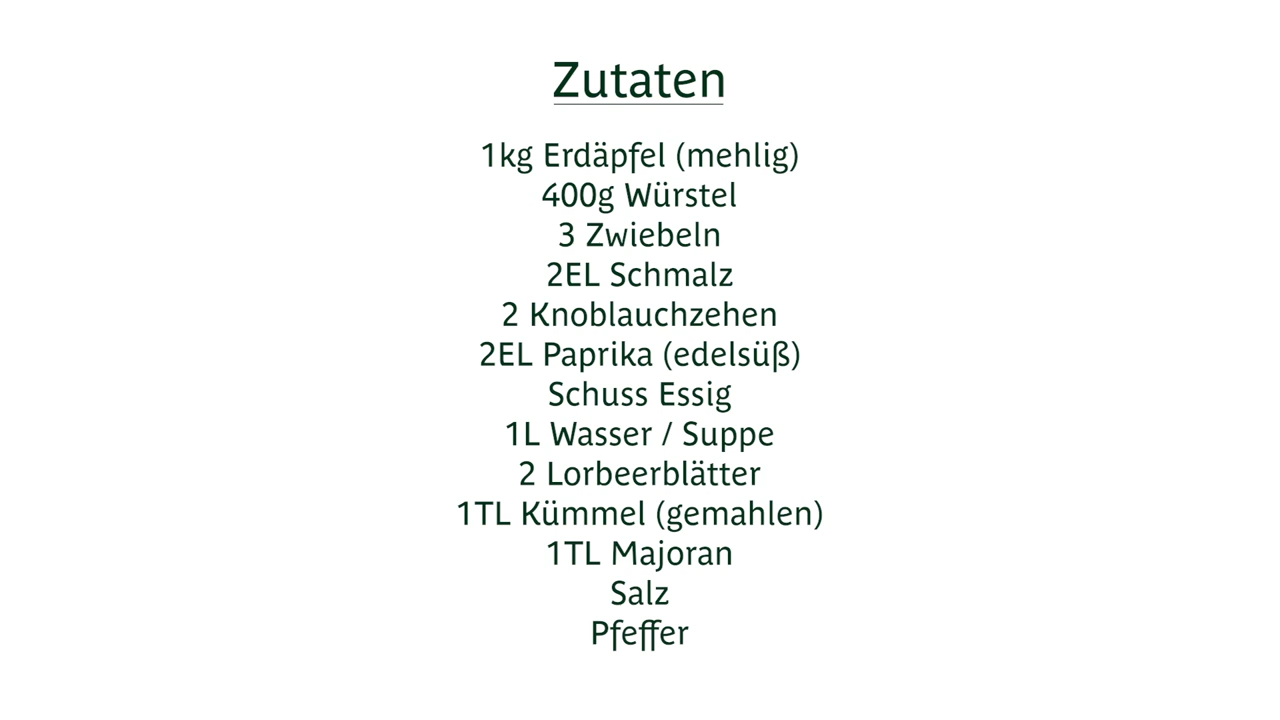 Zutaten
1kg Erdäpfel (mehlig)
400g Würstel
3 Zwiebeln
2EL Schmalz
2 Knoblauchzehen
2EL Paprika (edelsüß)
Schuss Essig
1L Wasser / Suppe
2 Lorbeerblätter
1TL Kümmel (gemahlen)
1TL Majoran
Salz
Pfeffer